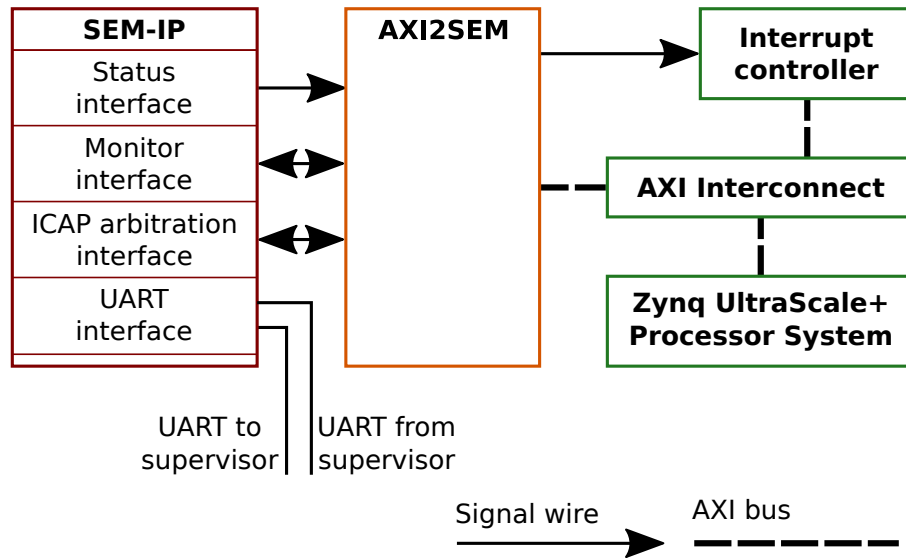 SEM-IP
Status
interface
Monitor
interface
ICAP arbitration
interface
UART
interface
AXI2SEM
Interrupt
controller
AXI Interconnect
Zynq UltraScale+
Processor System
UART to
supervisor
UART from
supervisor
Signal wire
AXI bus